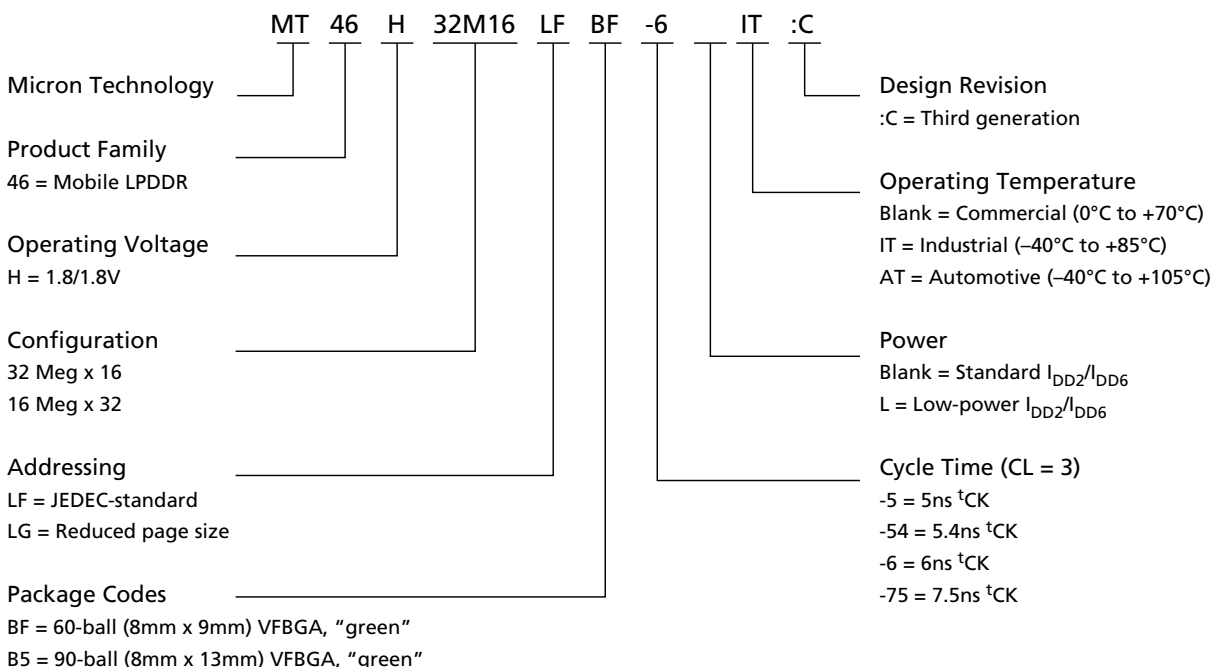 MT 46 H 32M16 LF BF -6 IT :C
Micron Technology
Product Family
46 = Mobile LPDDR
Operating Voltage
H = 1.8/1.8V
Configuration
32 Meg x 16
16 Meg x 32
Addressing
LF = JEDEC-standard
LG = Reduced page size
Package Codes
BF = 60-ball (8mm x 9mm) VFBGA, “green”
B5 = 90-ball (8mm x 13mm) VFBGA, “green”
Design Revision
:C = Third generation
Operating Temperature
Blank = Commercial (0°C to +70°C)
IT = Industrial (–40°C to +85°C)
AT = Automotive (–40°C to +105°C)
Power
Blank = Standard IDD2/IDD6
L = Low-power IDD2/IDD6
Cycle Time (CL = 3)
-5 = 5ns tCK
-54 = 5.4ns tCK
-6 = 6ns tCK
-75 = 7.5ns tCK